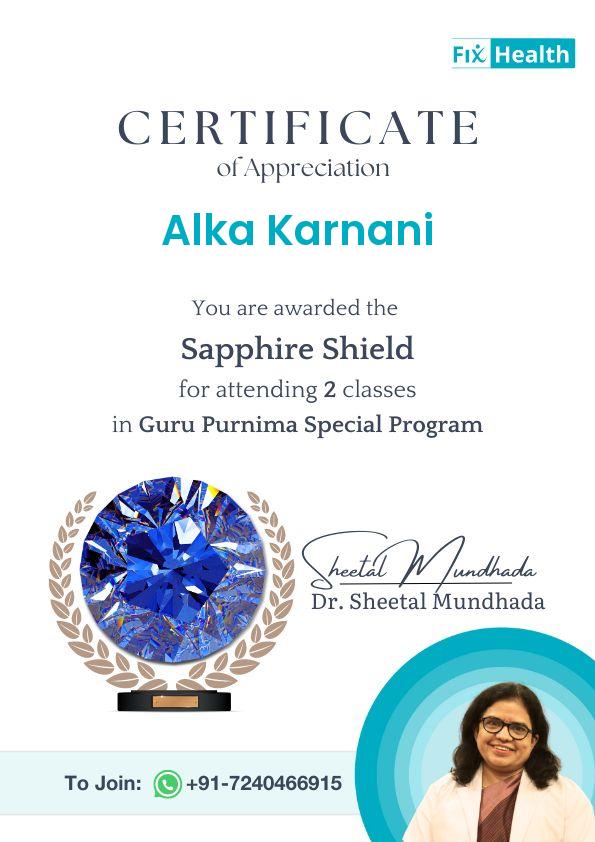 Fix Health
CERTIFICATE
of Appreciation
Alka Karnani
You are awarded the
Sapphire Shield
for attending 2 classes
in Guru Purnima Special Program
Sheetal Mundhada
Dr. Sheetal Mundhada
To Join: +91-7240466915